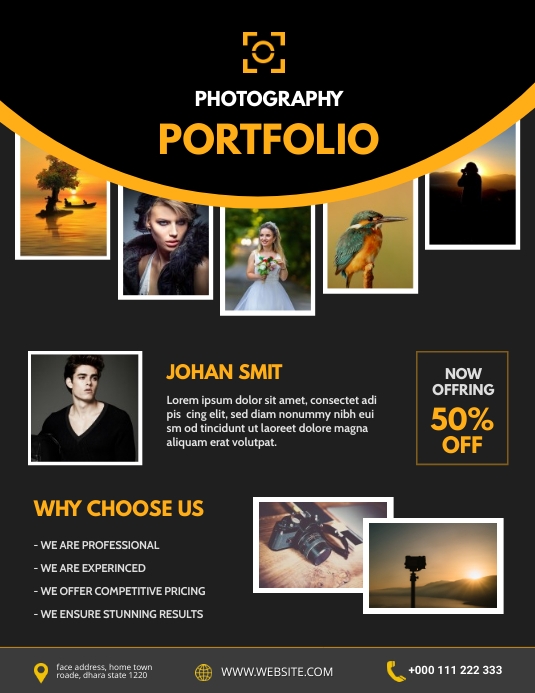 PHOTOGRAPHY
PORTFOLIO
JOHAN SMIT
Lorem ipsum dolor sit amet, consectet adi
pis cing elit, sed diam nonummy nibh eui
sm od tincidunt ut laoreet dolore magna
aliquam erat volutpat.
NOW
OFFRING
50%
OFF
WHY CHOOSE US
- WE ARE PROFESSIONAL
- WE ARE EXPERINCED
- WE OFFER COMPETITIVE PRICING
- WE ENSURE STUNNING RESULTS
face address, home town
roade, dhara state 1220
WWW.WEBSITE.COM
+000 111 222 333